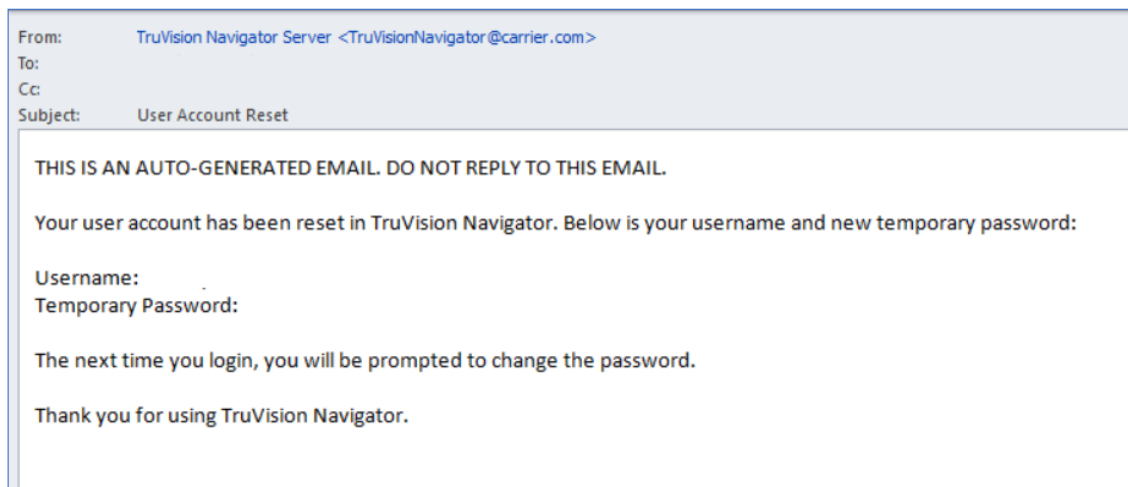 From: TruVision Navigator Server <TruVisionNavigator@carrier.com>
To:
Cc:
Subject: User Account Reset
THIS IS AN AUTO-GENERATED EMAIL. DO NOT REPLY TO THIS EMAIL.
Your user account has been reset in TruVision Navigator. Below is your username and new temporary password:
Username:
Temporary Password:
The next time you login, you will be prompted to change the password.
Thank you for using TruVision Navigator.